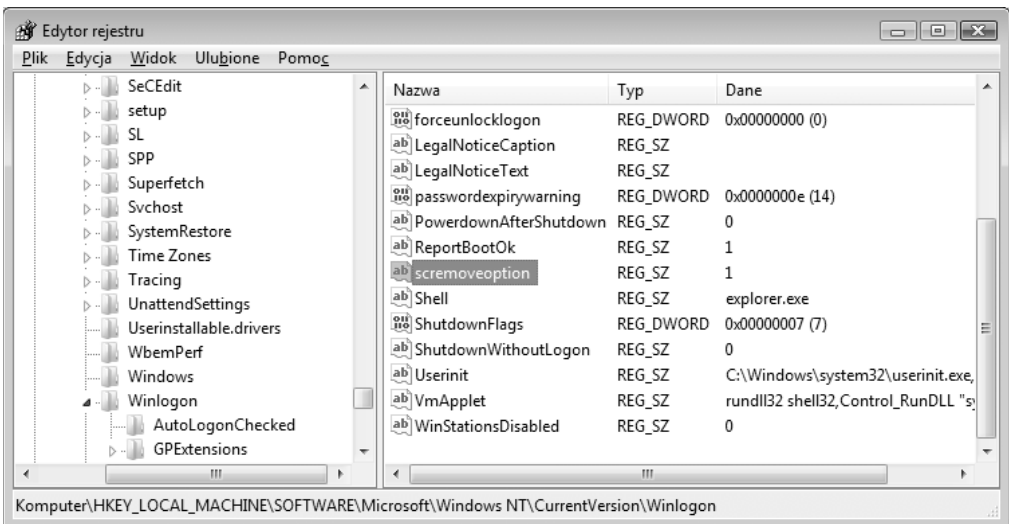 Edytor rejestru
Plik Edycja Widok Ulubione Pomoc
SeCEdit
setup
SL
SPP
Superfetch
Svchost
SystemRestore
Time Zones
Tracing
UnattendSettings
Userinstallable.drivers
WbemPerf
Windows
Winlogon
AutoLogonChecked
GPExtensions
Nazwa Typ Dane
forceunlocklogon REG_DWORD 0x00000000 (0)
LegalNoticeCaption REG_SZ
LegalNoticeText REG_SZ
passwordexpirywarning REG_DWORD 0x0000000e (14)
PowerdownAfterShutdown REG_SZ 0
ReportBootOk REG_SZ 1
scremoveoption REG_SZ 1
Shell REG_SZ explorer.exe
ShutdownFlags REG_DWORD 0x00000007 (7)
ShutdownWithoutLogon REG_SZ 0
Userinit REG_SZ C:\Windows\system32\userinit.exe,
VmApplet REG_SZ rundll32 shell32,Control_RunDLL "sy
WinStationsDisabled REG_SZ 0
Komputer\HKEY_LOCAL_MACHINE\SOFTWARE\Microsoft\Windows NT\CurrentVersion\Winlogon